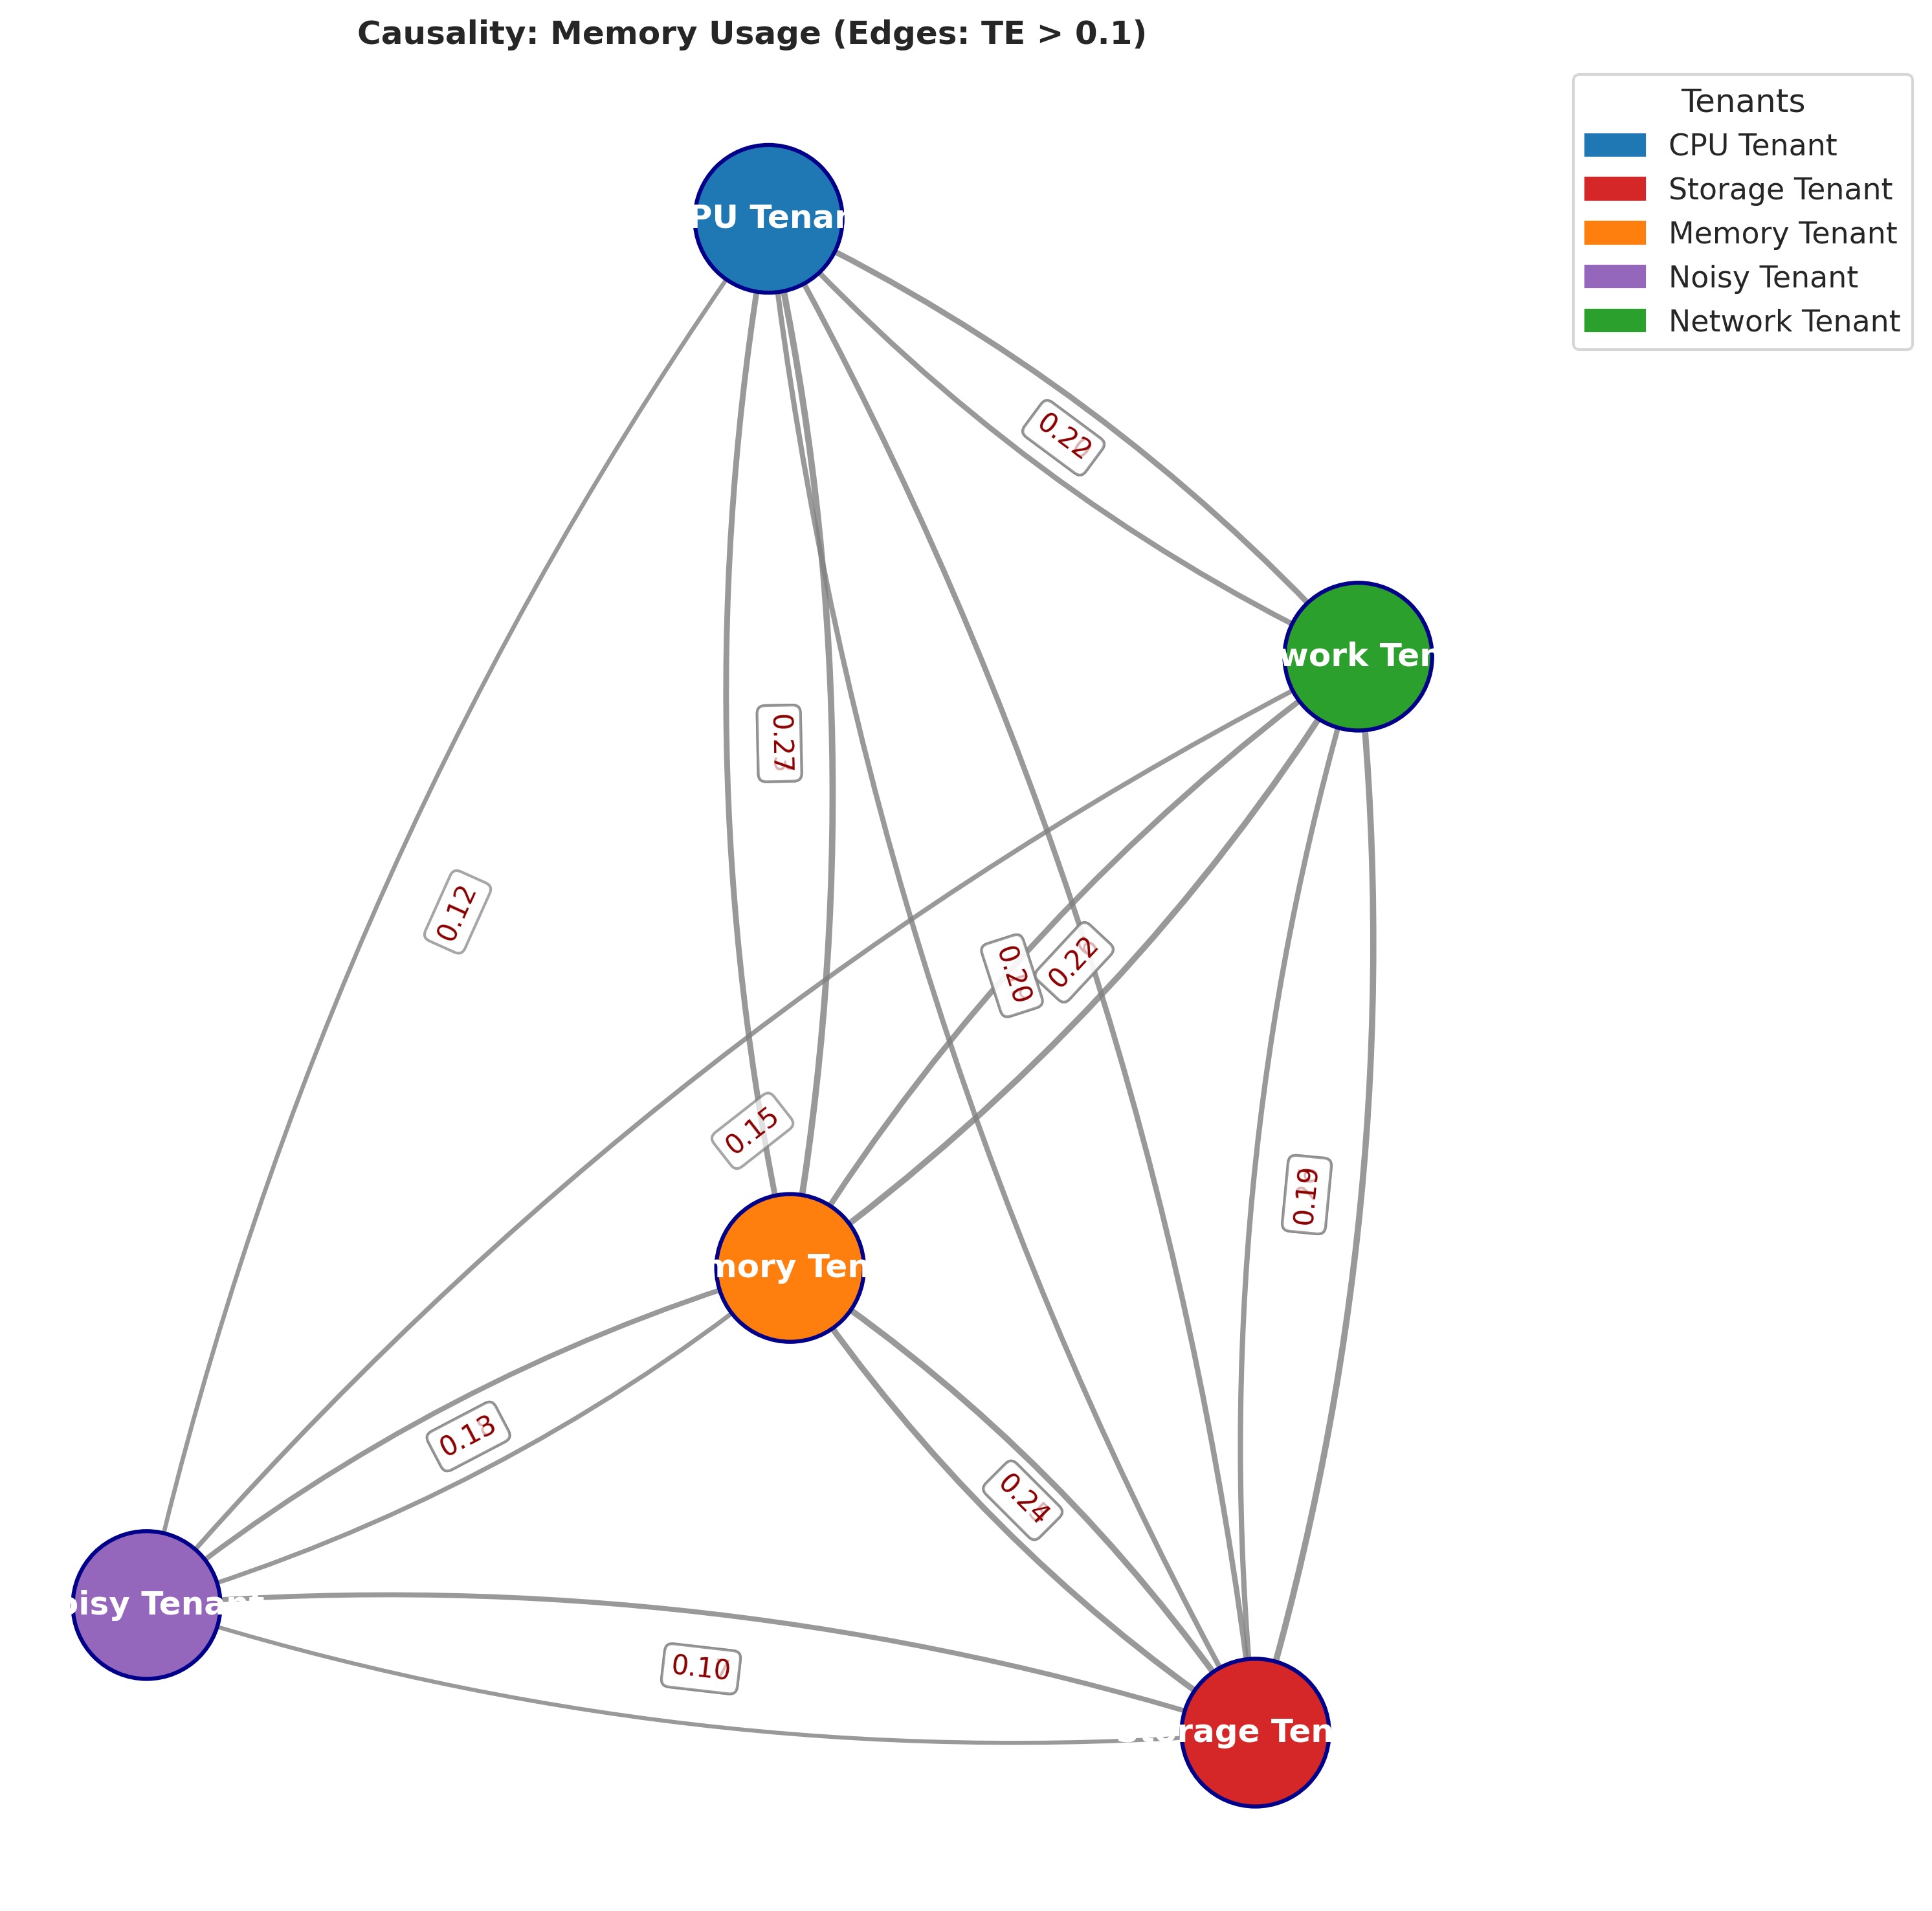 Causality: Memory Usage (Edges: TE > 0.1)
Tenants
CPU Tenant
Storage Tenant
Memory Tenant
Noisy Tenant
Network Tenant
PU Tenan
0.22
work Ten
0.27
0.12
0.20
0.22
0.15
0.19
mory Ten
0.13
0.24
oisy Tenant
0.10
orage Ten